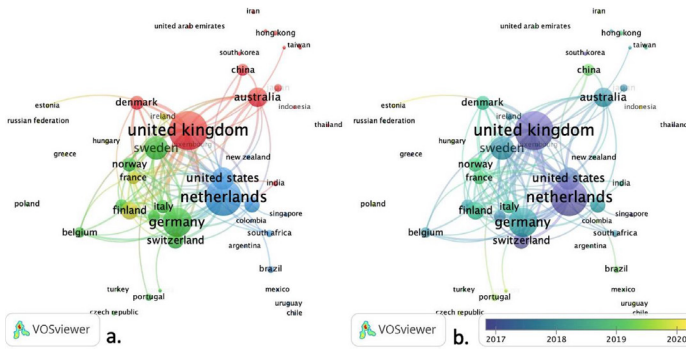 iran
united arab emirates
hong kong
taiwan
south korea
china
australia
indonesia
denmark
ireland
estonia
russian federation
thailand
united kingdom
hungary
sweden
greece
new zealand
norway
france
united states
india
netherlands
poland
finland
italy
singapore
colombia
germany
belgium
south africa
switzerland
argentina
brazil
turkey
mexico
portugal
uruguay
czech republic
chile
VOSviewer
a.
iran
united arab emirates
hong kong
taiwan
south korea
china
australia
indonesia
denmark
ireland
estonia
russian federation
thailand
united kingdom
hungary
sweden
greece
new zealand
norway
france
united states
india
netherlands
poland
finland
italy
singapore
colombia
germany
belgium
south africa
switzerland
argentina
brazil
turkey
mexico
portugal
uruguay
czech republic
chile
VOSviewer
b.
2017 2018 2019 2020